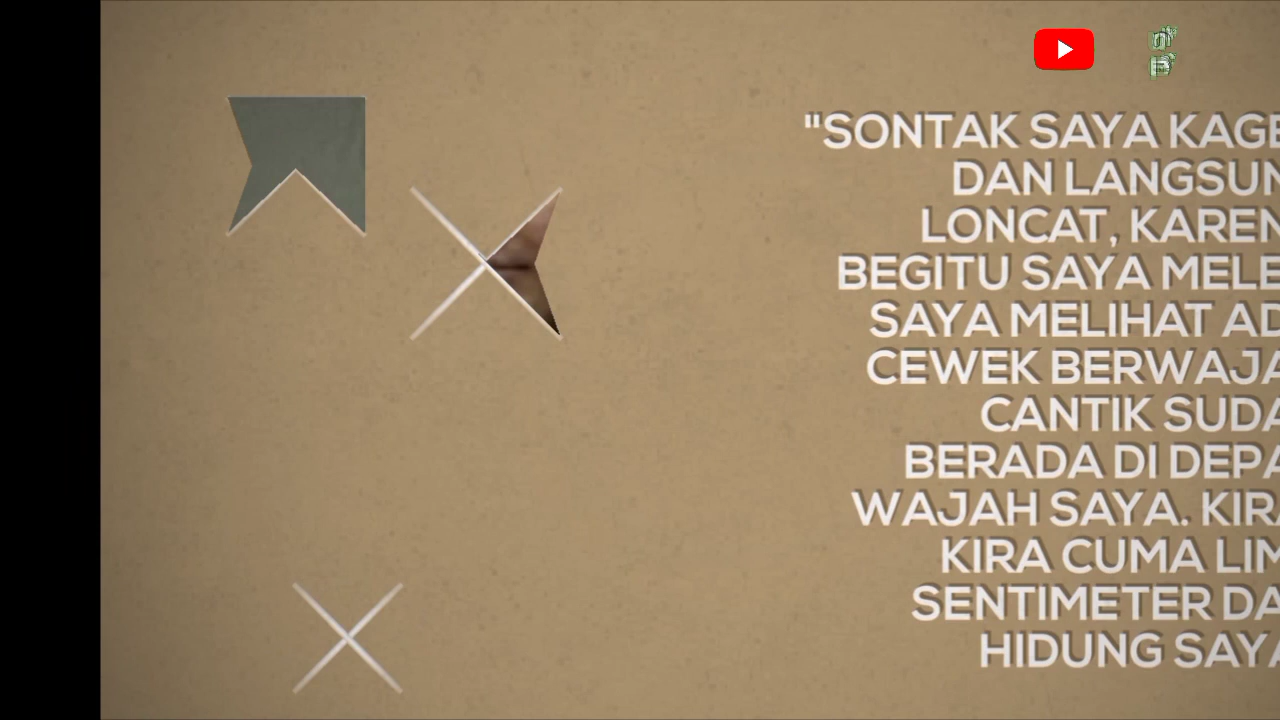 "SONTAK SAYA KAGE
DAN LANGSUN
LONCAT, KAREN
BEGITU SAYA MELE
SAYA MELIHAT AD
CEWEK BERWAJA
CANTIK SUDA
BERADA DI DEPA
WAJAH SAYA. KIR
KIRA CUMA LIM
SENTIMETER DA
HIDUNG SAYA